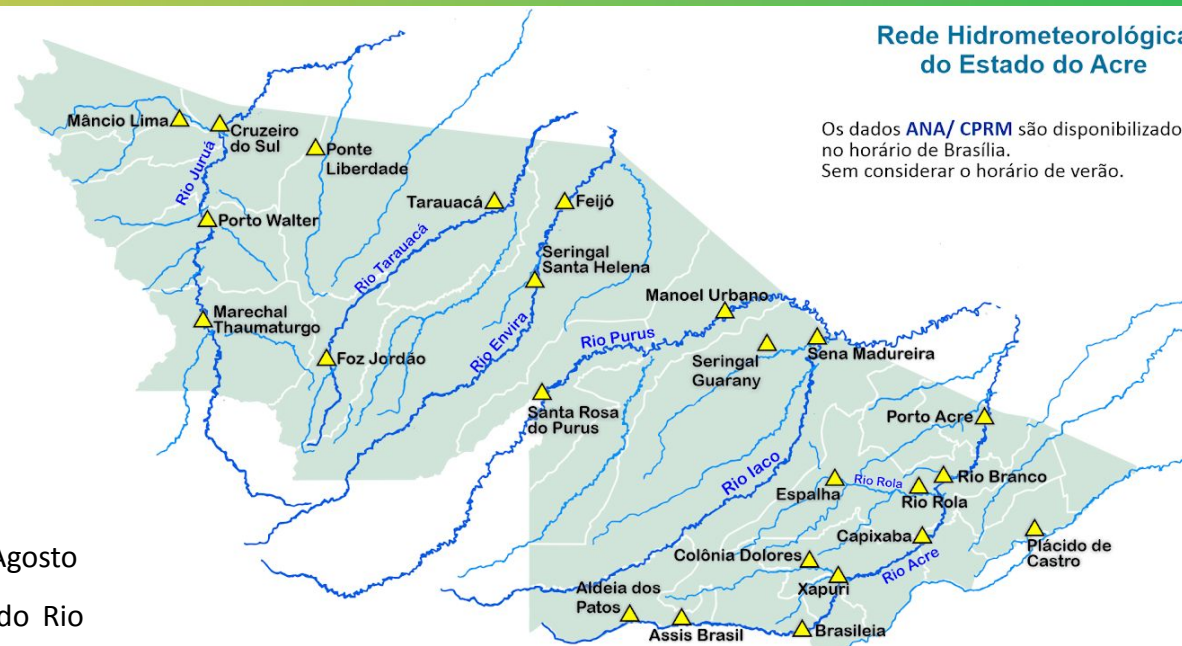 Rede Hidrometeorológica
do Estado do Acre
Os dados ANA/ CPRM são disponibilizado
no horário de Brasília.
Sem considerar o horário de verão.
Mâncio Lima
Cruzeiro
do Sul
Ponte
Liberdade
Rio Juruá
Tarauacá
Feijó
Porto Walter
Rio Tarauacá
Seringal
Santa Helena
Manoel Urbano
Marechal
Thaumaturgo
Rio Envira
Rio Purus
Foz Jordão
Seringal
Guarany
Sena Madureira
Santa Rosa
do Purus
Porto Acre
Rio Iaco
Espalha
Rio Rola
Rio Rola
Rio Branco
Capixaba
Plácido de
Castro
Colônia Dolores
Rio Acre
Xapuri
Aldeia dos
Patos
Assis Brasil
Brasileia
Agosto
do Rio